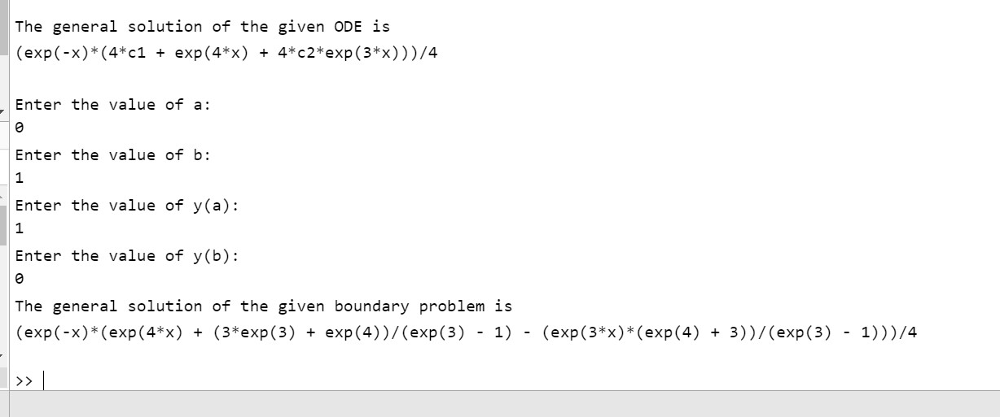 The general solution of the given ODE is
(exp(-x)*(4*c1 + exp(4*x) + 4*c2*exp(3*x)))/4
Enter the value of a:
0
Enter the value of b:
1
Enter the value of y(a):
1
Enter the value of y(b):
0
The general solution of the given boundary problem is
(exp(-x)*(exp(4*x) + (3*exp(3) + exp(4))/(exp(3) - 1) - (exp(3*x)*(exp(4) + 3))/(exp(3) - 1)))/4
>>